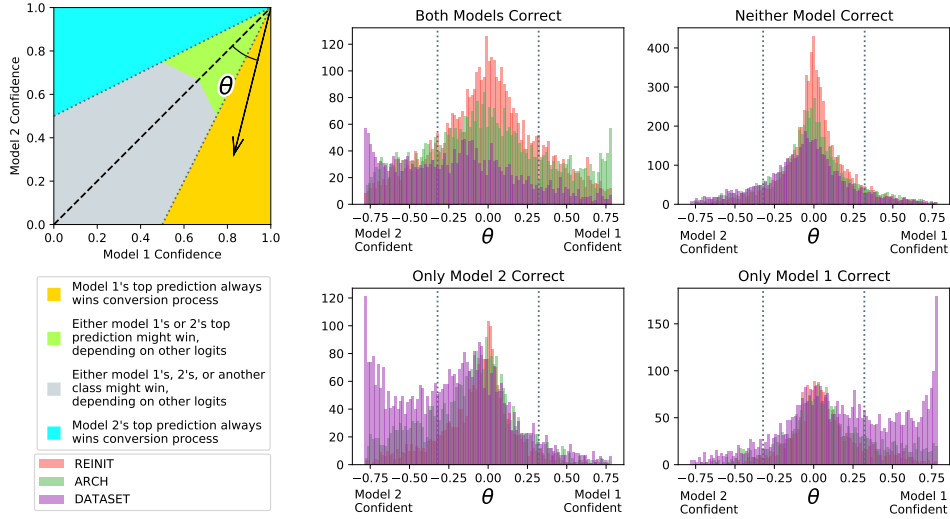 1.0
0.8
0.6
0.4
0.2
0.0
0.0 0.2 0.4 0.6 0.8 1.0
Model 2 Confidence
Model 1 Confidence
θ
Model 1's top prediction always
wins conversion process
Either model 1's or 2's top
prediction might win,
depending on other logits
Either model 1's, 2's, or another
class might win,
depending on other logits
Model 2's top prediction always
wins conversion process
REINIT
ARCH
DATASET
Both Models Correct
120
100
80
60
40
20
0
−0.75 −0.50 −0.25 0.00 0.25 0.50 0.75
Model 2
Confident
θ
Model 1
Confident
Neither Model Correct
400
300
200
100
0
−0.75 −0.50 −0.25 0.00 0.25 0.50 0.75
Model 2
Confident
θ
Model 1
Confident
Only Model 2 Correct
120
100
80
60
40
20
0
−0.75 −0.50 −0.25 0.00 0.25 0.50 0.75
Model 2
Confident
θ
Model 1
Confident
Only Model 1 Correct
150
100
50
0
−0.75 −0.50 −0.25 0.00 0.25 0.50 0.75
Model 2
Confident
θ
Model 1
Confident